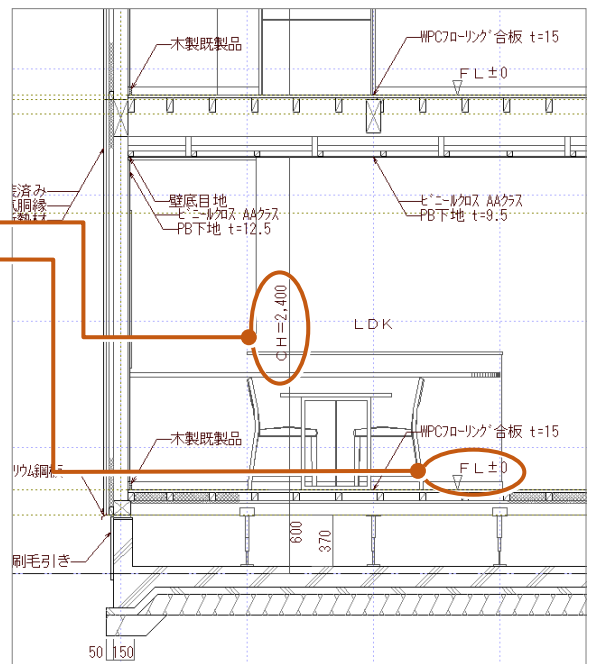 木製既製品
WPCﾌﾛｰﾘﾝｸﾞ合板 t=15
FL±0
壁底目地
ﾋﾞﾆｰﾙｸﾛｽ AAｸﾗｽ
PB下地 t=12.5
ﾋﾞﾆｰﾙｸﾛｽ AAｸﾗｽ
PB下地 t=9.5
済み
胴縁
CH=2,400
LDK
木製既製品
WPCﾌﾛｰﾘﾝｸﾞ合板 t=15
FL±0
600
370
刷毛引き
50
150